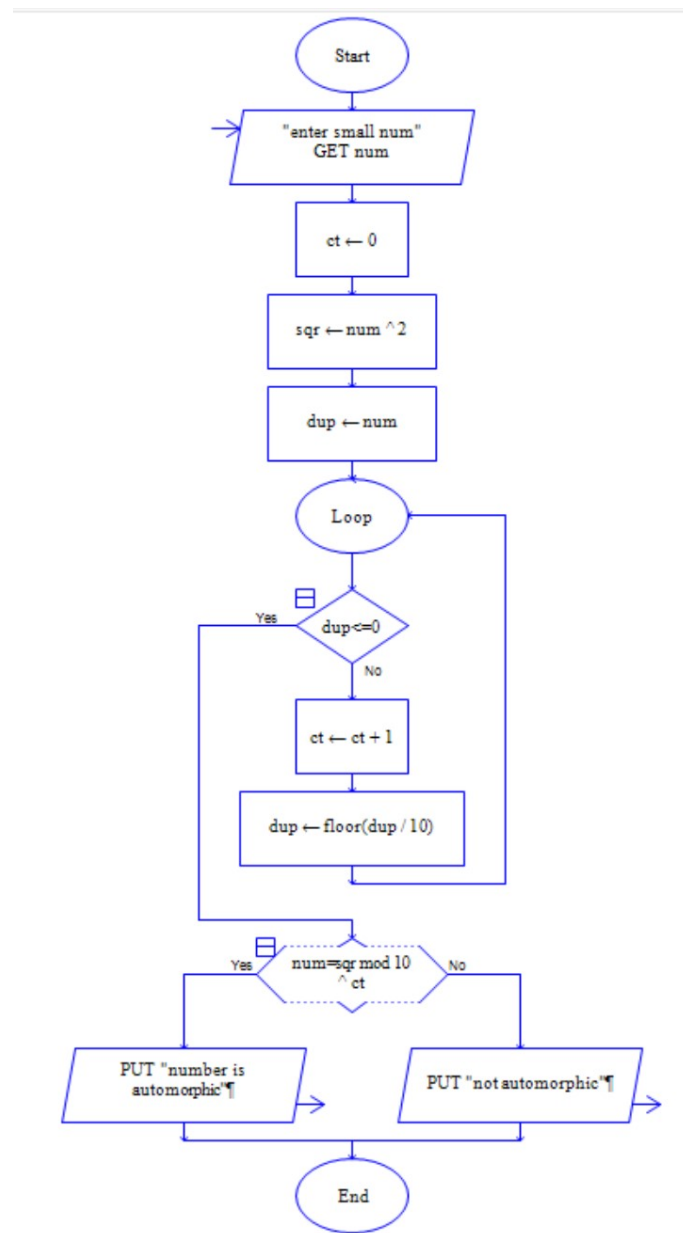 Start
"enter small num"
GET num
ct ← 0
sqr ← num ^ 2
dup ← num
Loop
Yes
dup<=0
No
ct ← ct + 1
dup ← floor(dup / 10)
Yes
num=sqr mod 10
^ ct
No
PUT "number is
automorphic"¶
PUT "not automorphic"¶
End